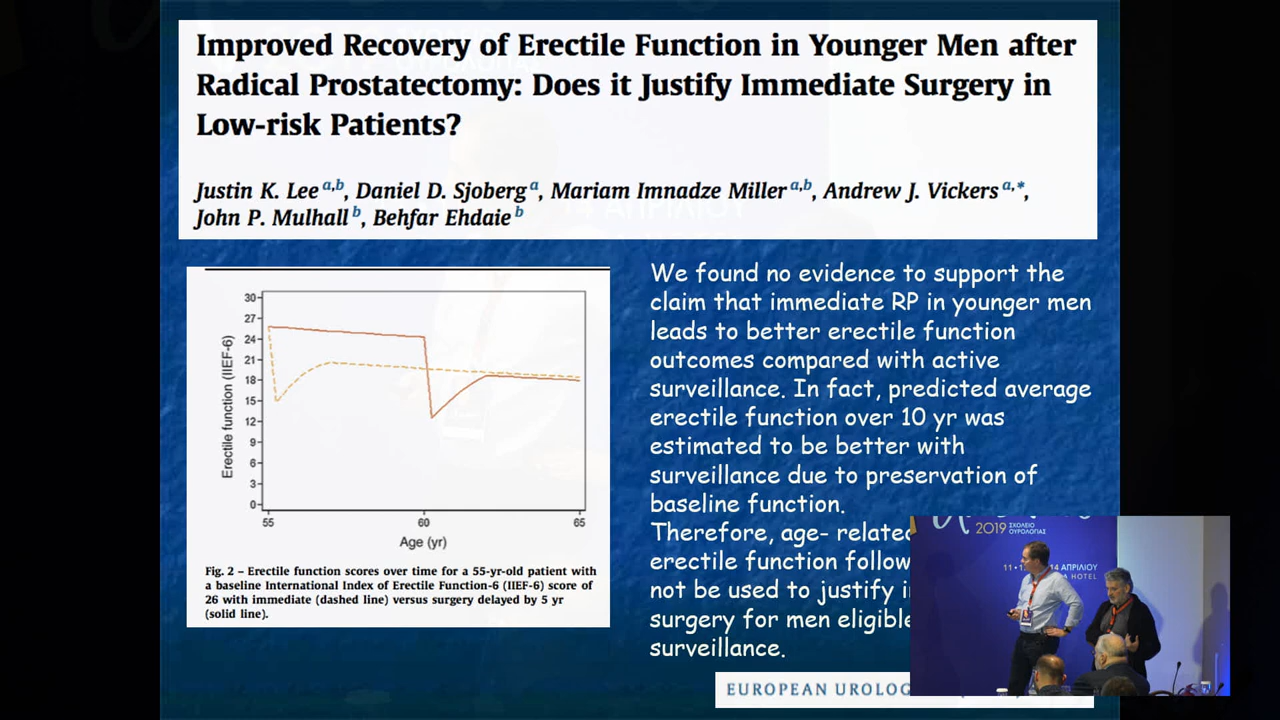 Improved Recovery of Erectile Function in Younger Men after
Radical Prostatectomy: Does it Justify Immediate Surgery in
Low-risk Patients?
Justin K. Lee a,b, Daniel D. Sjoberg a, Mariam Imnadze Miller a,b, Andrew J. Vickers a,*,
John P. Mulhall b, Behfar Ehdaie b
Erectile function (IIEF-6)
30
27
24
21
18
15
12
9
6
3
0
55
60
65
Age (yr)
Fig. 2 – Erectile function scores over time for a 55-yr-old patient with
a baseline International Index of Erectile Function-6 (IIEF-6) score of
26 with immediate (dashed line) versus surgery delayed by 5 yr
(solid line).
We found no evidence to support the
claim that immediate RP in younger men
leads to better erectile function
outcomes compared with active
surveillance. In fact, predicted average
erectile function over 10 yr was
estimated to be better with
surveillance due to preservation of
baseline function.
Therefore, age- related
erectile function follow
not be used to justify i
surgery for men eligible
surveillance.
EUROPEAN UROLOG
2019 ΣΧΟΛΕΙΟ
ΟΥΡΟΛΟΓΙΑΣ
14 ΑΠΡΙΛΙΟΥ
HOTEL